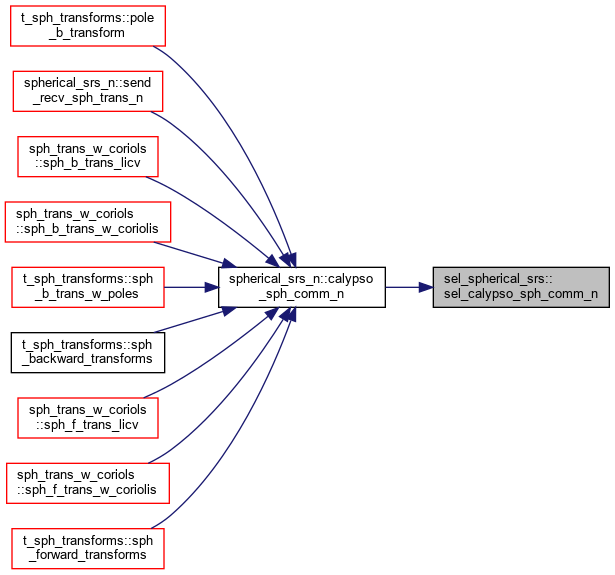 t_sph_transforms::pole
_b_transform
spherical_srs_n::send
_recv_sph_trans_n
sph_trans_w_coriols
::sph_b_trans_licv
sph_trans_w_coriols
::sph_b_trans_w_coriolis
t_sph_transforms::sph
_b_trans_w_poles
t_sph_transforms::sph
_backward_transforms
sph_trans_w_coriols
::sph_f_trans_licv
sph_trans_w_coriols
::sph_f_trans_w_coriolis
t_sph_transforms::sph
_forward_transforms
spherical_srs_n::calypso
_sph_comm_n
sel_spherical_srs::
sel_calypso_sph_comm_n